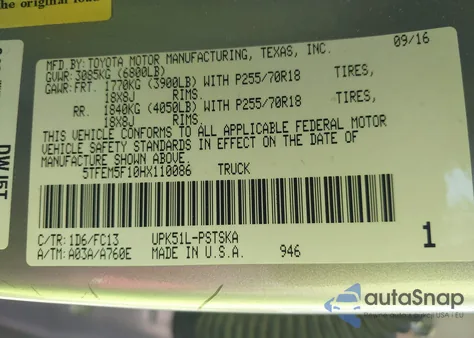 the original load
MFD.BY: TOYOTA MOTOR MANUFACTURING, TEXAS, INC. 09/16
GVWR: 3085KG (6800LB)
GAWR: FRT. 1770KG (3900LB) WITH P255/70R18 TIRES,
18X8J RIMS.
RR. 1840KG (4050LB) WITH P255/70R18 TIRES,
18X8J RIMS.
THIS VEHICLE CONFORMS TO ALL APPLICABLE FEDERAL MOTOR
VEHICLE SAFETY STANDARDS IN EFFECT ON THE DATE OF
MANUFACTURE SHOWN ABOVE.
5TFEM5F10HX110086 TRUCK
C/TR: 1D6/FC13 UPK51L-PSTSKA
A/TM: A03A/A760E MADE IN U.S.A. 946
1
autoSnap